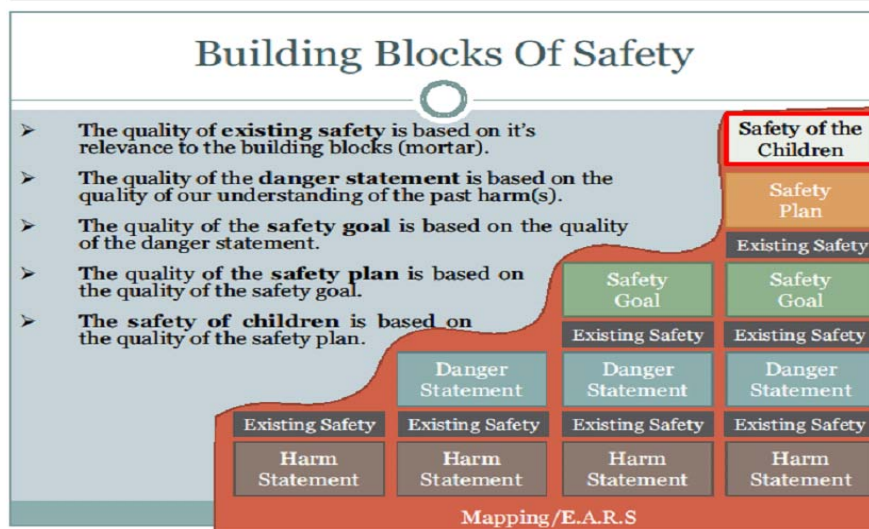 Building Blocks Of Safety
➢ The quality of existing safety is based on it's
relevance to the building blocks (mortar).
➢ The quality of the danger statement is based on the
quality of our understanding of the past harm(s).
➢ The quality of the safety goal is based on the quality
of the danger statement.
➢ The quality of the safety plan is based on
the quality of the safety goal.
➢ The safety of children is based on
the quality of the safety plan.
Safety of the
Children
Safety
Plan
Existing Safety
Safety
Goal
Safety
Goal
Existing Safety
Existing Safety
Danger
Statement
Danger
Statement
Danger
Statement
Existing Safety
Existing Safety
Existing Safety
Existing Safety
Harm
Statement
Harm
Statement
Harm
Statement
Harm
Statement
Mapping/E.A.R.S